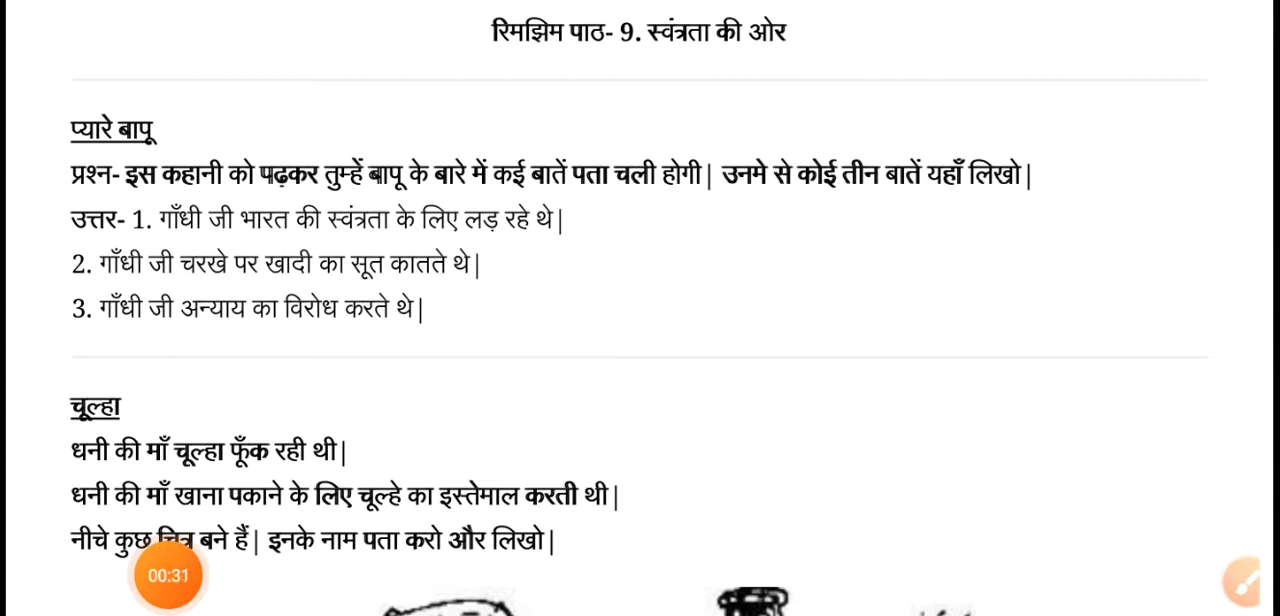 रिमझिम पाठ- 9. स्वंत्रता की ओर
प्यारे बापू
प्रश्न- इस कहानी को पढ़कर तुम्हें बापू के बारे में कई बातें पता चली होगी| उनमे से कोई तीन बातें यहाँ लिखो|
उत्तर- 1. गाँधी जी भारत की स्वंत्रता के लिए लड़ रहे थे|
2. गाँधी जी चरखे पर खादी का सूत कातते थे|
3. गाँधी जी अन्याय का विरोध करते थे|
चूल्हा
धनी की माँ चूल्हा फूँक रही थी|
धनी की माँ खाना पकाने के लिए चूल्हे का इस्तेमाल करती थी|
नीचे कुछ चित्र बने हैं| इनके नाम पता करो और लिखो|
00:31